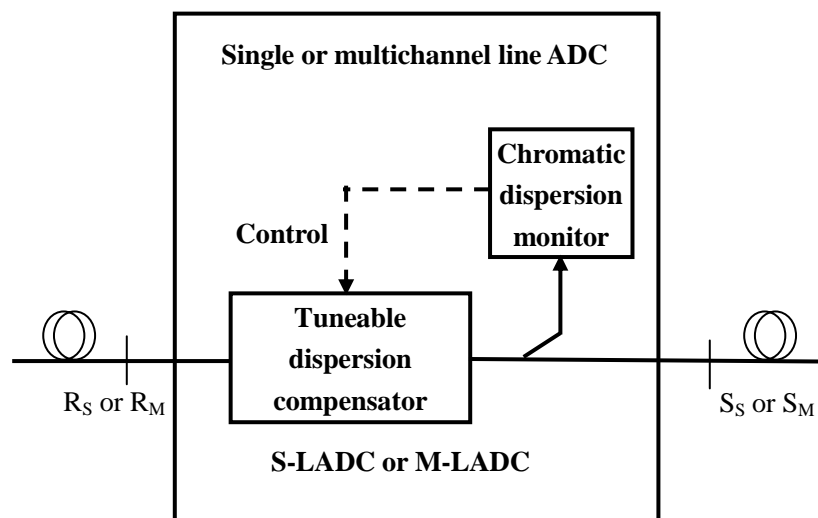 Single or multichannel line ADC
Chromatic
dispersion
monitor
Control
Tuneable
dispersion
compensator
R_S or R_M
S_S or S_M
S-LADC or M-LADC